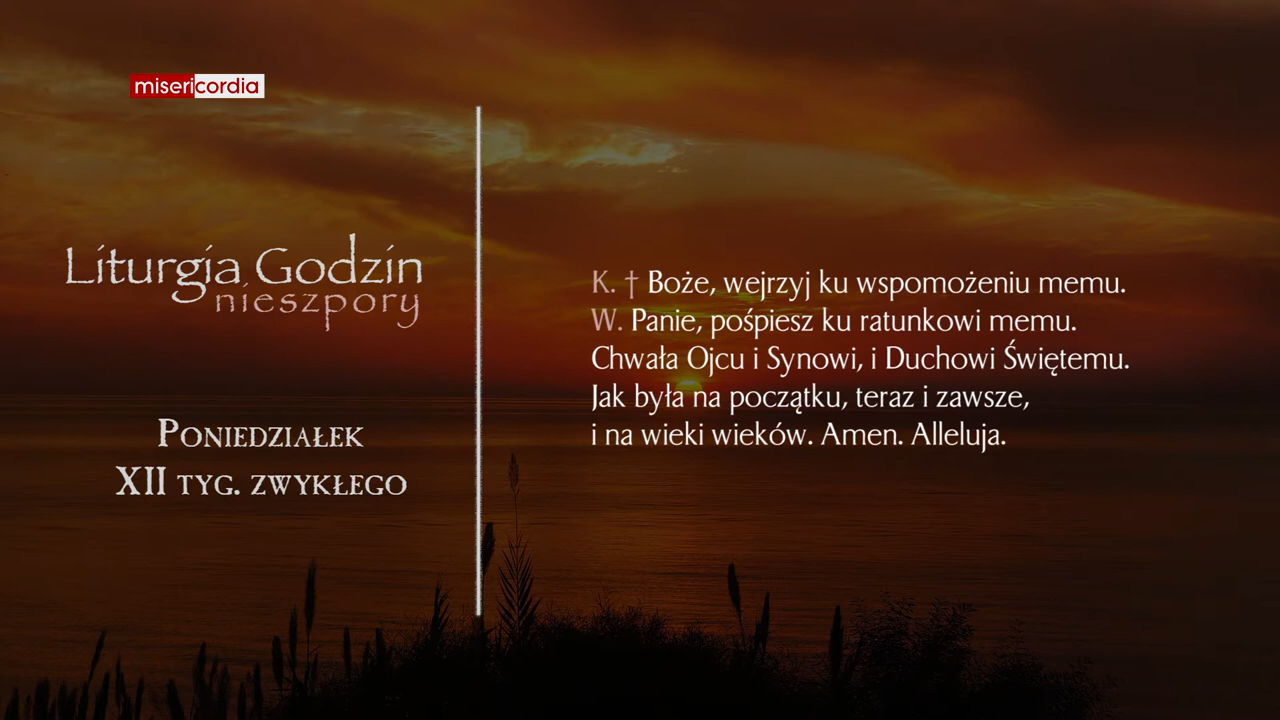 misericordia
Liturgia Godzin
nieszpory
Poniedziałek
XII tyg. zwykłego
K. † Boże, wejrzyj ku wspomożeniu memu.
W. Panie, pośpiesz ku ratunkowi memu.
Chwała Ojcu i Synowi, i Duchowi Świętemu.
Jak była na początku, teraz i zawsze,
i na wieki wieków. Amen. Alleluja.